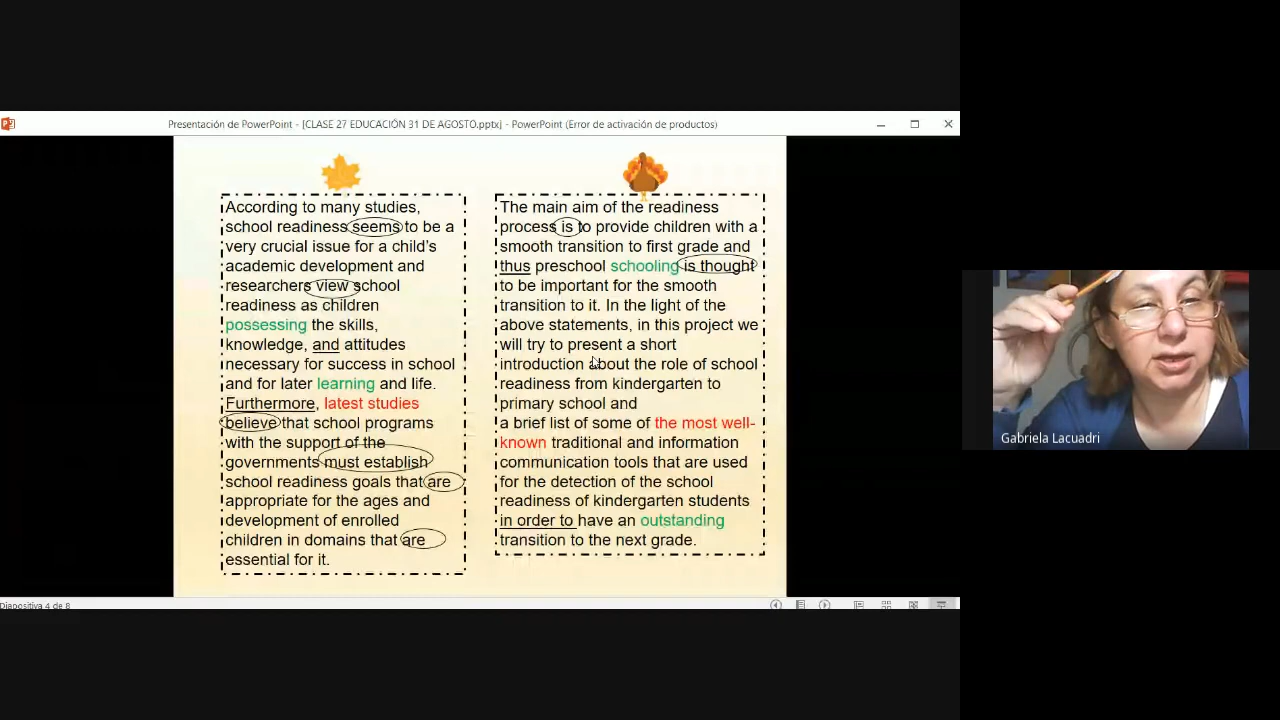 Presentación de PowerPoint - [CLASE 27 EDUCACIÓN 31 DE AGOSTO.pptx] - PowerPoint (Error de activación de productos)
According to many studies,
school readiness seems to be a
very crucial issue for a child's
academic development and
researchers view school
readiness as children
possessing the skills,
knowledge, and attitudes
necessary for success in school
and for later learning and life.
Furthermore, latest studies
believe that school programs
with the support of the
governments must establish
school readiness goals that are
appropriate for the ages and
development of enrolled
children in domains that are
essential for it.
The main aim of the readiness
process is to provide children with a
smooth transition to first grade and
thus preschool schooling is thought
to be important for the smooth
transition to it. In the light of the
above statements, in this project we
will try to present a short
introduction about the role of school
readiness from kindergarten to
primary school and
a brief list of some of the most well-
known traditional and information
communication tools that are used
for the detection of the school
readiness of kindergarten students
in order to have an outstanding
transition to the next grade.
Gabriela Lacuadri
Diapositiva 4 de 8